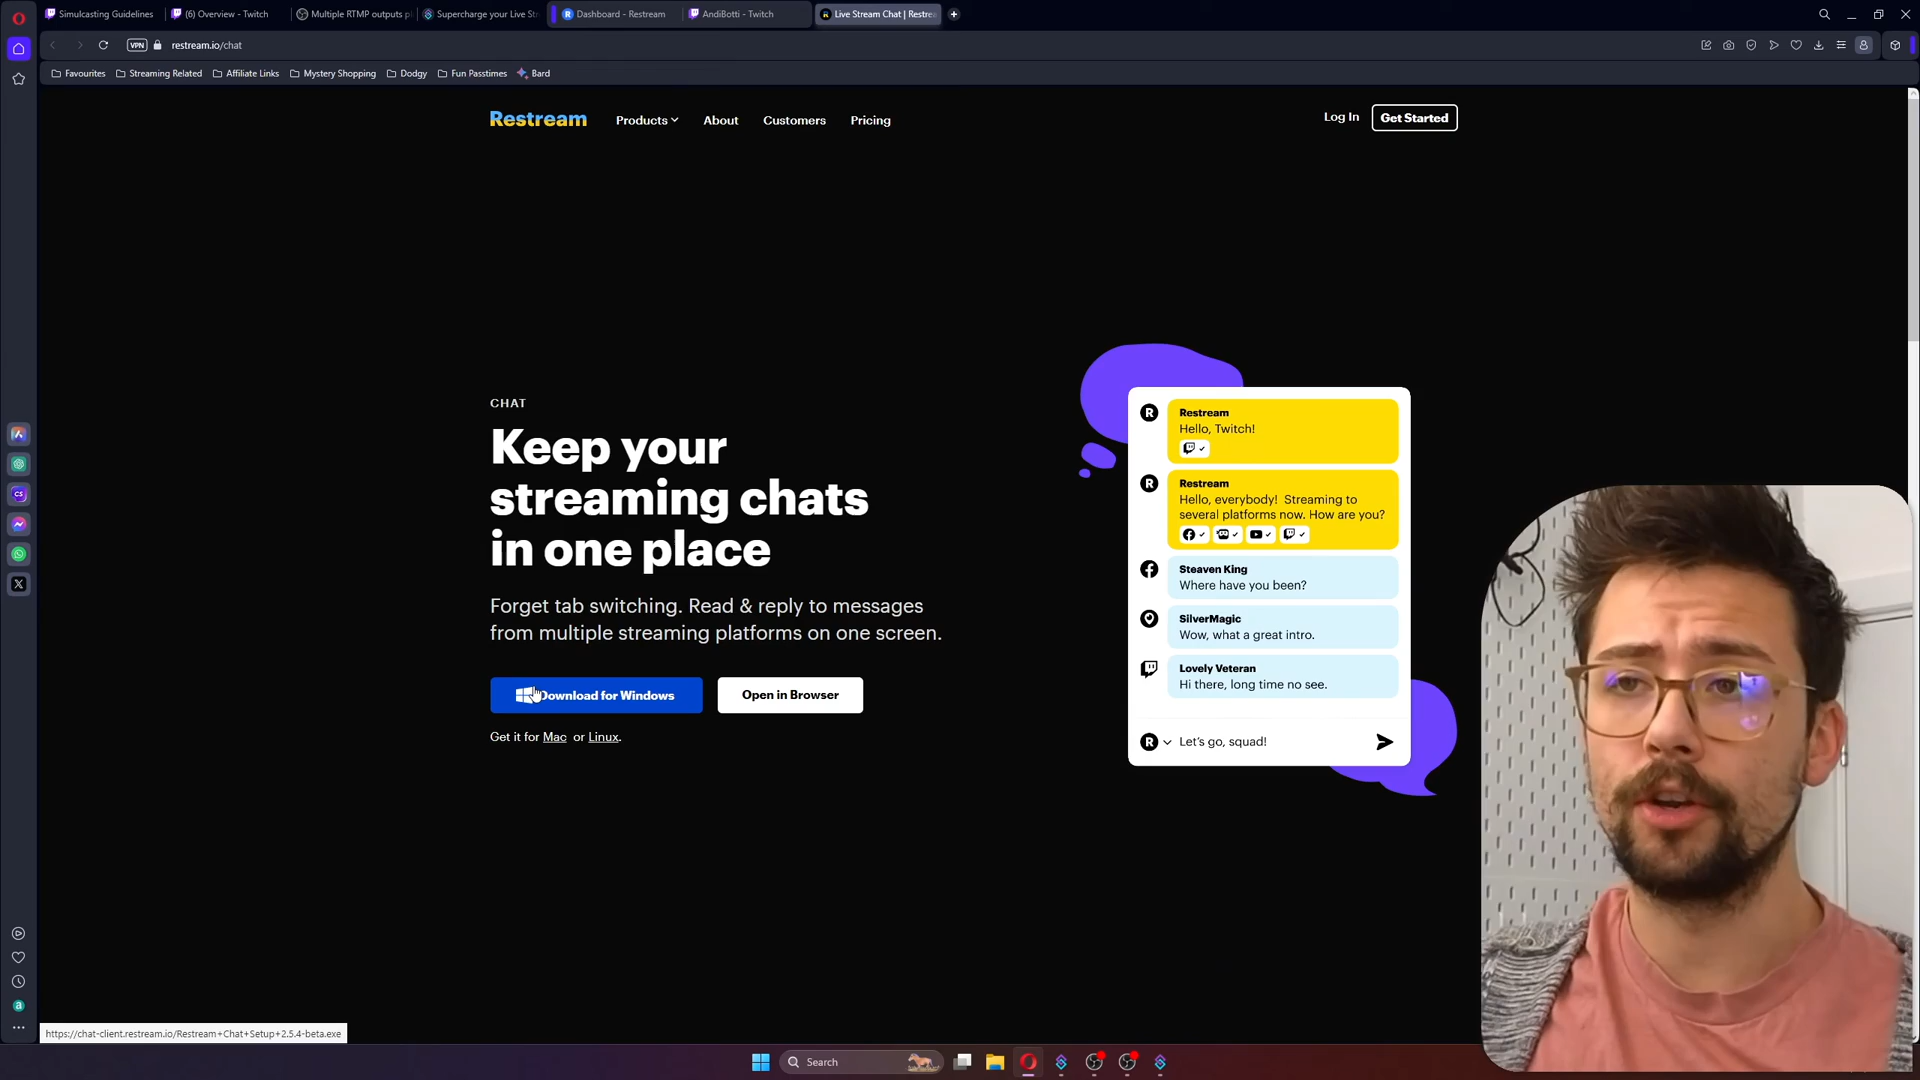 Simulcasting Guidelines
(6) Overview - Twitch
Multiple RTMP outputs pl
Supercharge your Live Str
Dashboard - Restream
AndiBotti - Twitch
Live Stream Chat | Restrea
VPN
restream.io/chat
Favourites
Streaming Related
Affiliate Links
Mystery Shopping
Dodgy
Fun Passtimes
Bard
Restream
Products
About
Customers
Pricing
Log In
Get Started
CHAT
Keep your
streaming chats
in one place
Forget tab switching. Read & reply to messages
from multiple streaming platforms on one screen.
Download for Windows
Open in Browser
Get it for Mac or Linux.
R
Restream
Hello, Twitch!
R
Restream
Hello, everybody! Streaming to
several platforms now. How are you?
Steaven King
Where have you been?
SilverMagic
Wow, what a great intro.
Lovely Veteran
Hi there, long time no see.
R
Let's go, squad!
CS
a
https://chat-client.restream.io/Restream+Chat+Setup+2.5.4-beta.exe
Search